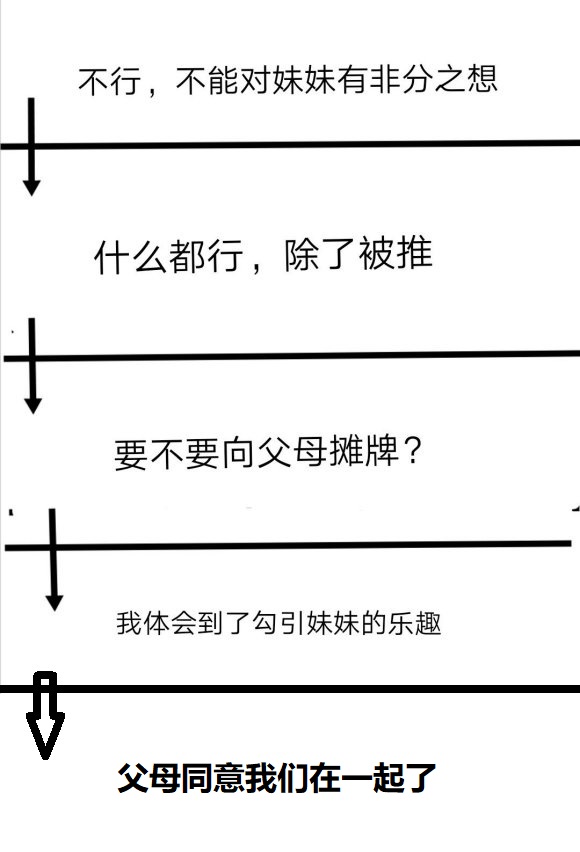 不行，不能对妹妹有非分之想
什么都行，除了被推
要不要向父母摊牌？
我体会到了勾引妹妹的乐趣
父母同意我们在一起了